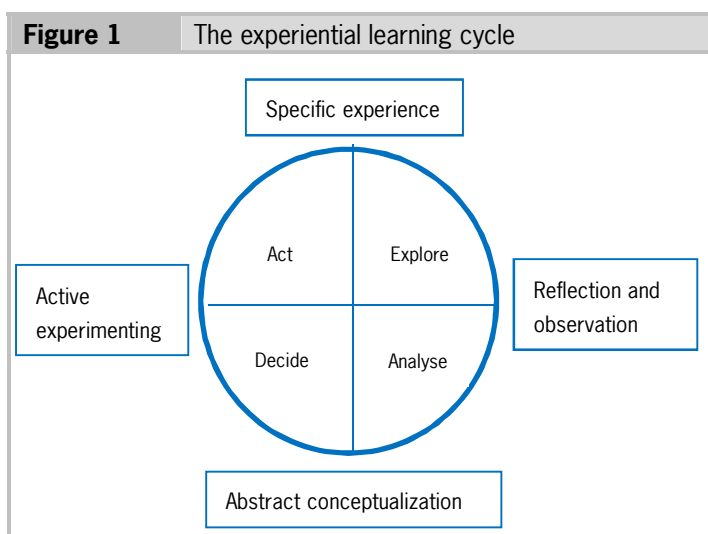 Figure 1 The experiential learning cycle
Specific experience
Act
Explore
Active
experimenting
Reflection and
observation
Decide
Analyse
Abstract conceptualization